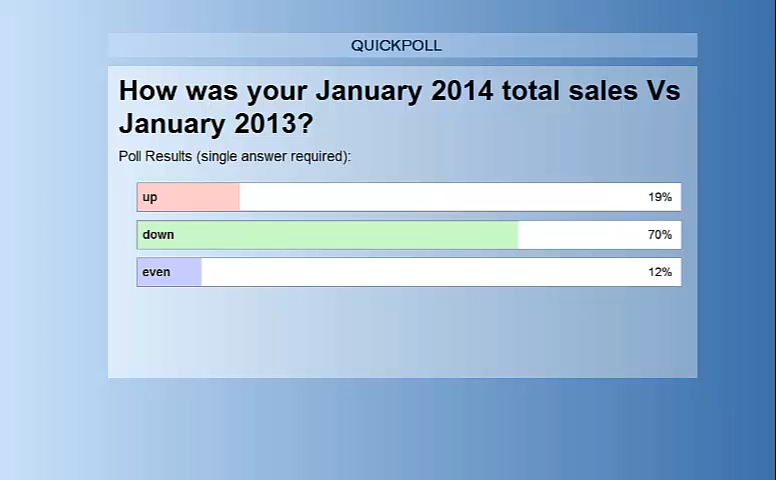 QUICKPOLL
How was your January 2014 total sales Vs
January 2013?
Poll Results (single answer required):
up 19%
down 70%
even 12%